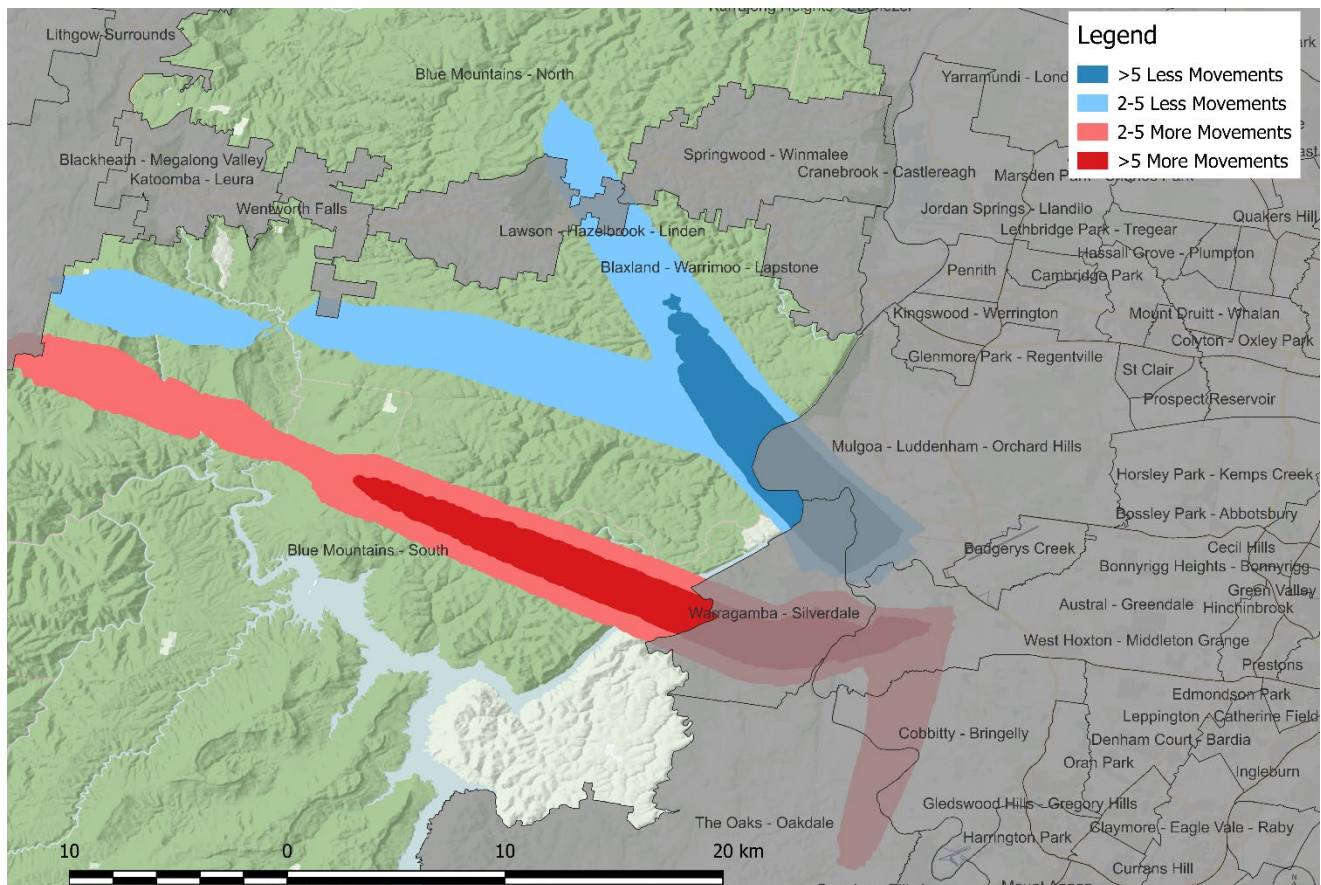 Kurrajong Heights - Ebenezer
Lithgow Surrounds
Legend
>5 Less Movements
2-5 Less Movements
2-5 More Movements
>5 More Movements
Blue Mountains - North
Yarramundi - Lond
Blackheath - Megalong Valley
Katoomba - Leura
Springwood - Winmalee
Cranebrook - Castlereagh
Marsden Park
Wentworth Falls
Jordan Springs - Llandilo
Quakers Hill
Lawson - Hazelbrook - Linden
Lethbridge Park - Tregear
Hassall Grove - Plumpton
Blaxland - Warrimoo - Lapstone
Penrith
Cambridge Park
Kingswood - Werrington
Mount Druitt - Whalan
Colyton - Oxley Park
Glenmore Park - Regentville
St Clair
Prospect Reservoir
Mulgoa - Luddenham - Orchard Hills
Horsley Park - Kemps Creek
Bossley Park - Abbotsbury
Blue Mountains - South
Badgerys Creek
Cecil Hills
Bonnyrigg Heights - Bonnyrigg
Green Valley
Austral - Greendale
Hinchinbrook
Warragamba - Silverdale
West Hoxton - Middleton Grange
Prestons
Edmondson Park
Leppington - Catherine Field
Cobbitty - Bringelly
Denham Court - Bardia
Oran Park
Ingleburn
Gledswood Hills - Gregory Hills
The Oaks - Oakdale
Harrington Park
Claymore - Eagle Vale - Raby
Currans Hill
10 0 10 20 km